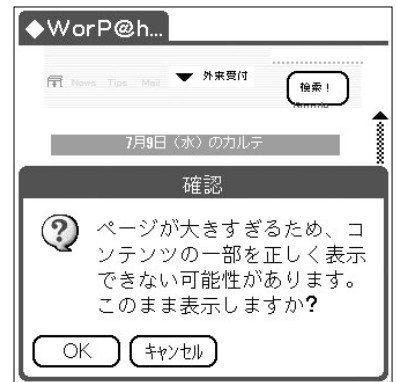 ◆WorP@h...
News Tips Mail ▼ 外来受付
検索!
7月9日(水)のカルテ
確認
ページが大きすぎるため、コ
ンテンツの一部を正しく表示
できない可能性があります。
このまま表示しますか?
OK キャンセル